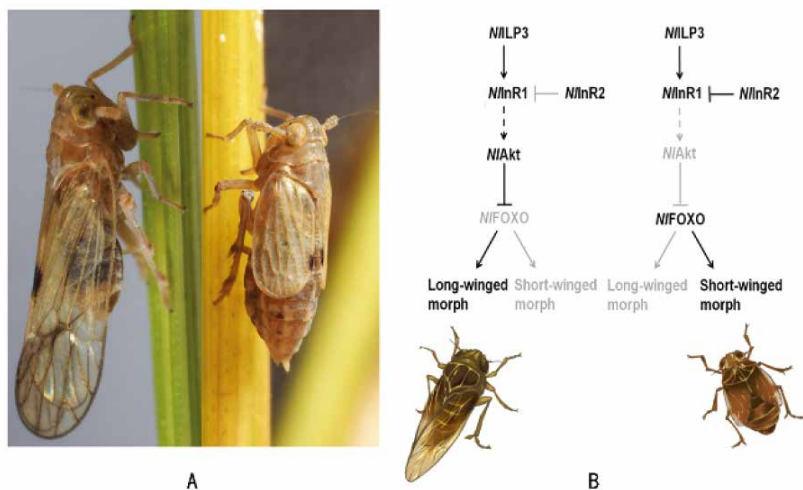 NlILP3
NlInR1
NlInR2
NlAkt
NlFOXO
Long-winged
morph
Short-winged
morph
NlILP3
NlInR1
NlInR2
NlAkt
NlFOXO
Long-winged
morph
Short-winged
morph
A
B